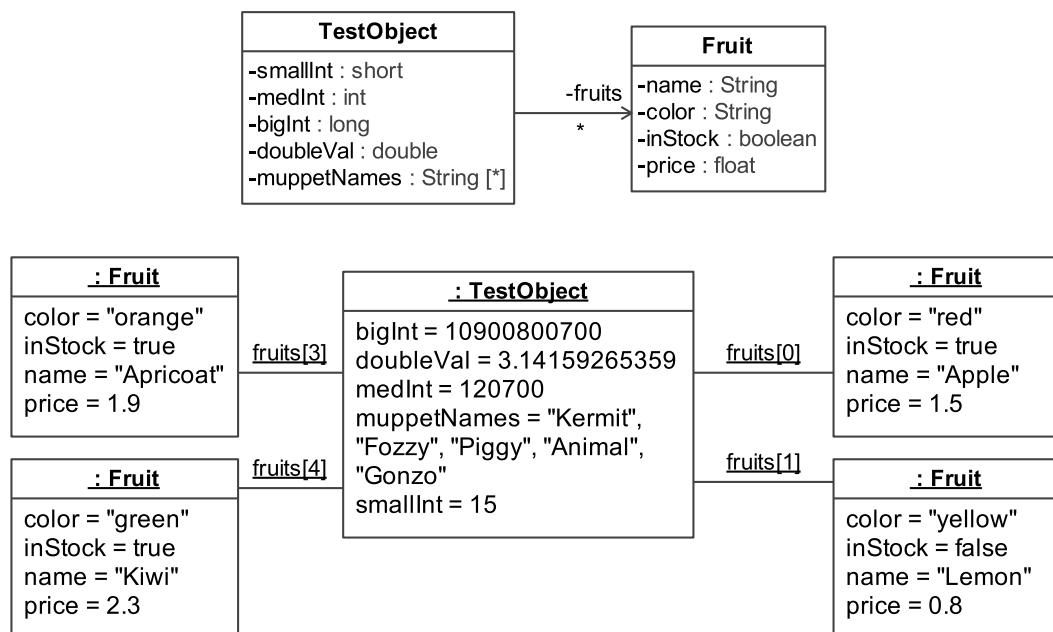 TestObject
-smallInt : short
-medInt : int
-bigInt : long
-doubleVal : double
-muppetNames : String [*]
-fruits
*
Fruit
-name : String
-color : String
-inStock : boolean
-price : float
: Fruit
color = "orange"
inStock = true
name = "Apricoat"
price = 1.9
fruits[3]
: TestObject
bigInt = 10900800700
doubleVal = 3.14159265359
medInt = 120700
muppetNames = "Kermit",
"Fozzy", "Piggy", "Animal",
"Gonzo"
smallInt = 15
fruits[0]
: Fruit
color = "red"
inStock = true
name = "Apple"
price = 1.5
: Fruit
color = "green"
inStock = true
name = "Kiwi"
price = 2.3
fruits[4]
fruits[1]
: Fruit
color = "yellow"
inStock = false
name = "Lemon"
price = 0.8